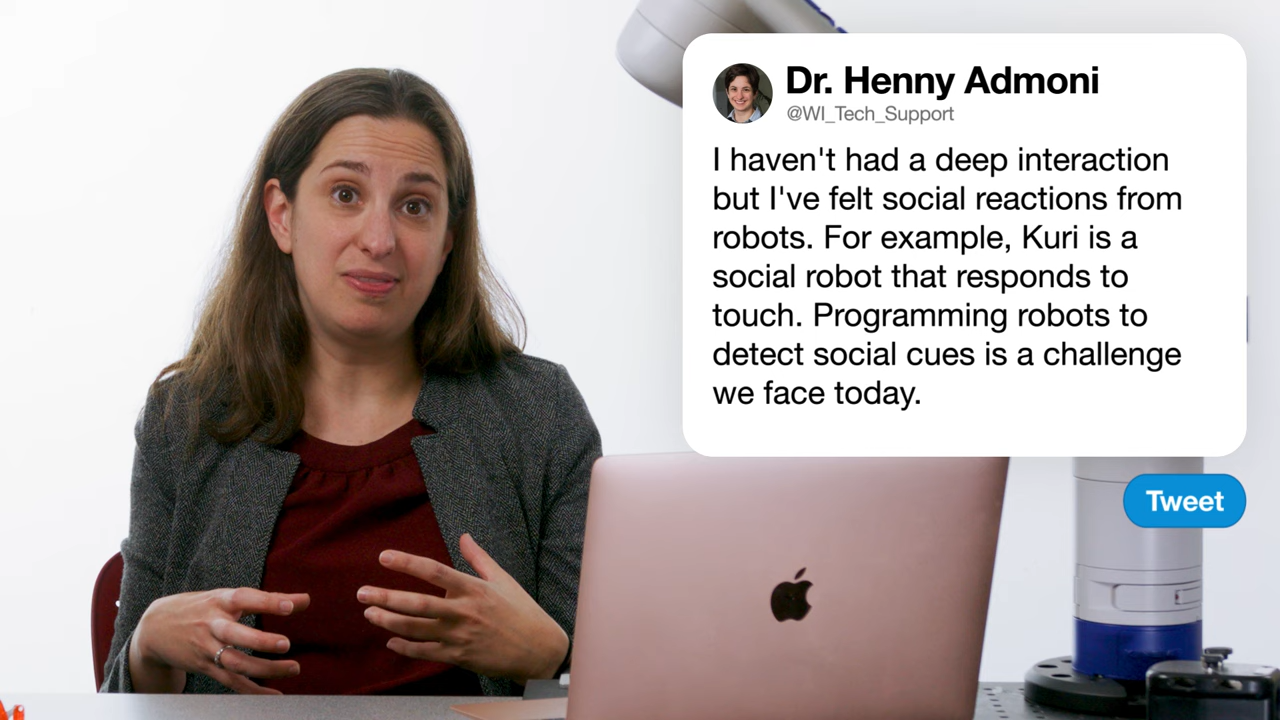 Dr. Henny Admoni
@WI_Tech_Support
I haven't had a deep interaction
but I've felt social reactions from
robots. For example, Kuri is a
social robot that responds to
touch. Programming robots to
detect social cues is a challenge
we face today.
Tweet